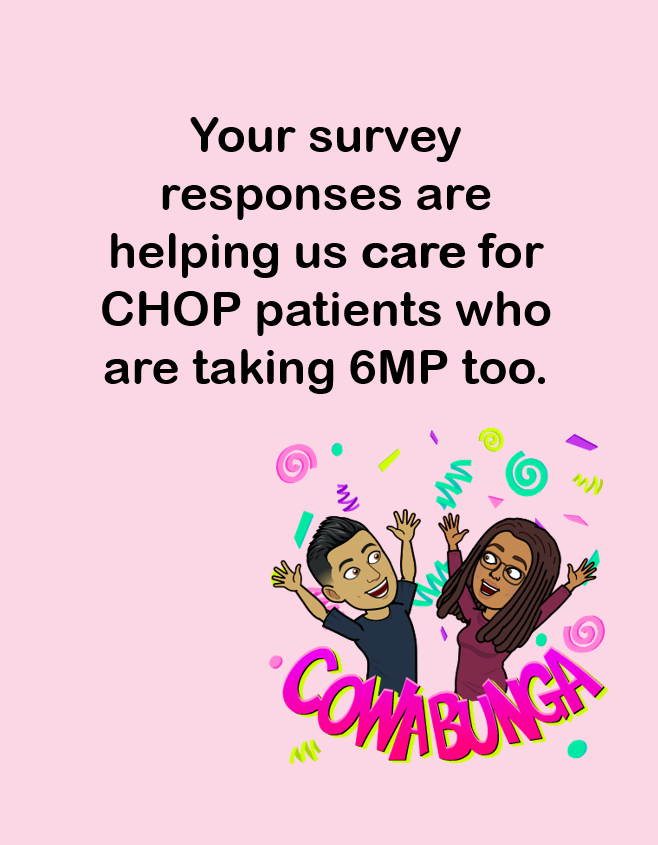 Your survey
responses are
helping us care for
CHOP patients who
are taking 6MP too.
COWABUNGA